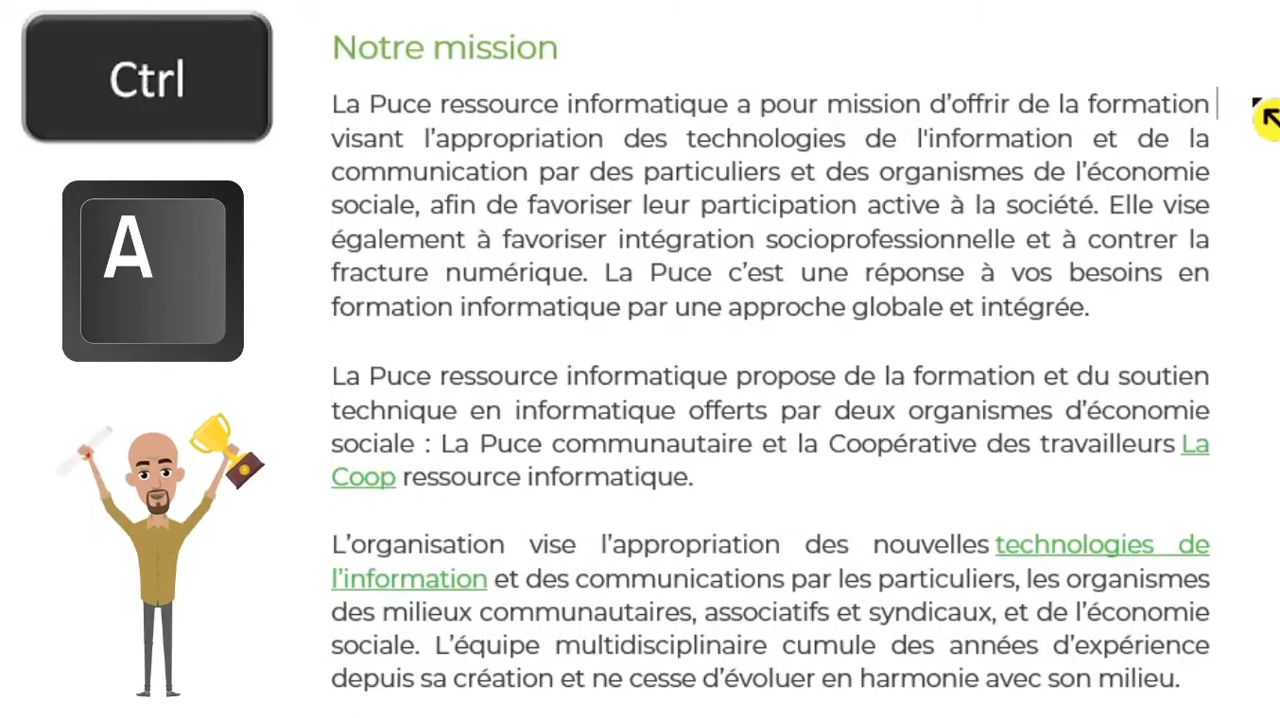 Ctrl
A
Notre mission
La Puce ressource informatique a pour mission d’offrir de la formation
visant l’appropriation des technologies de l'information et de la
communication par des particuliers et des organismes de l’économie
sociale, afin de favoriser leur participation active à la société. Elle vise
également à favoriser intégration socioprofessionnelle et à contrer la
fracture numérique. La Puce c’est une réponse à vos besoins en
formation informatique par une approche globale et intégrée.
La Puce ressource informatique propose de la formation et du soutien
technique en informatique offerts par deux organismes d’économie
sociale : La Puce communautaire et la Coopérative des travailleurs La
Coop ressource informatique.
L’organisation vise l’appropriation des nouvelles technologies de
l’information et des communications par les particuliers, les organismes
des milieux communautaires, associatifs et syndicaux, et de l’économie
sociale. L’équipe multidisciplinaire cumule des années d’expérience
depuis sa création et ne cesse d’évoluer en harmonie avec son milieu.